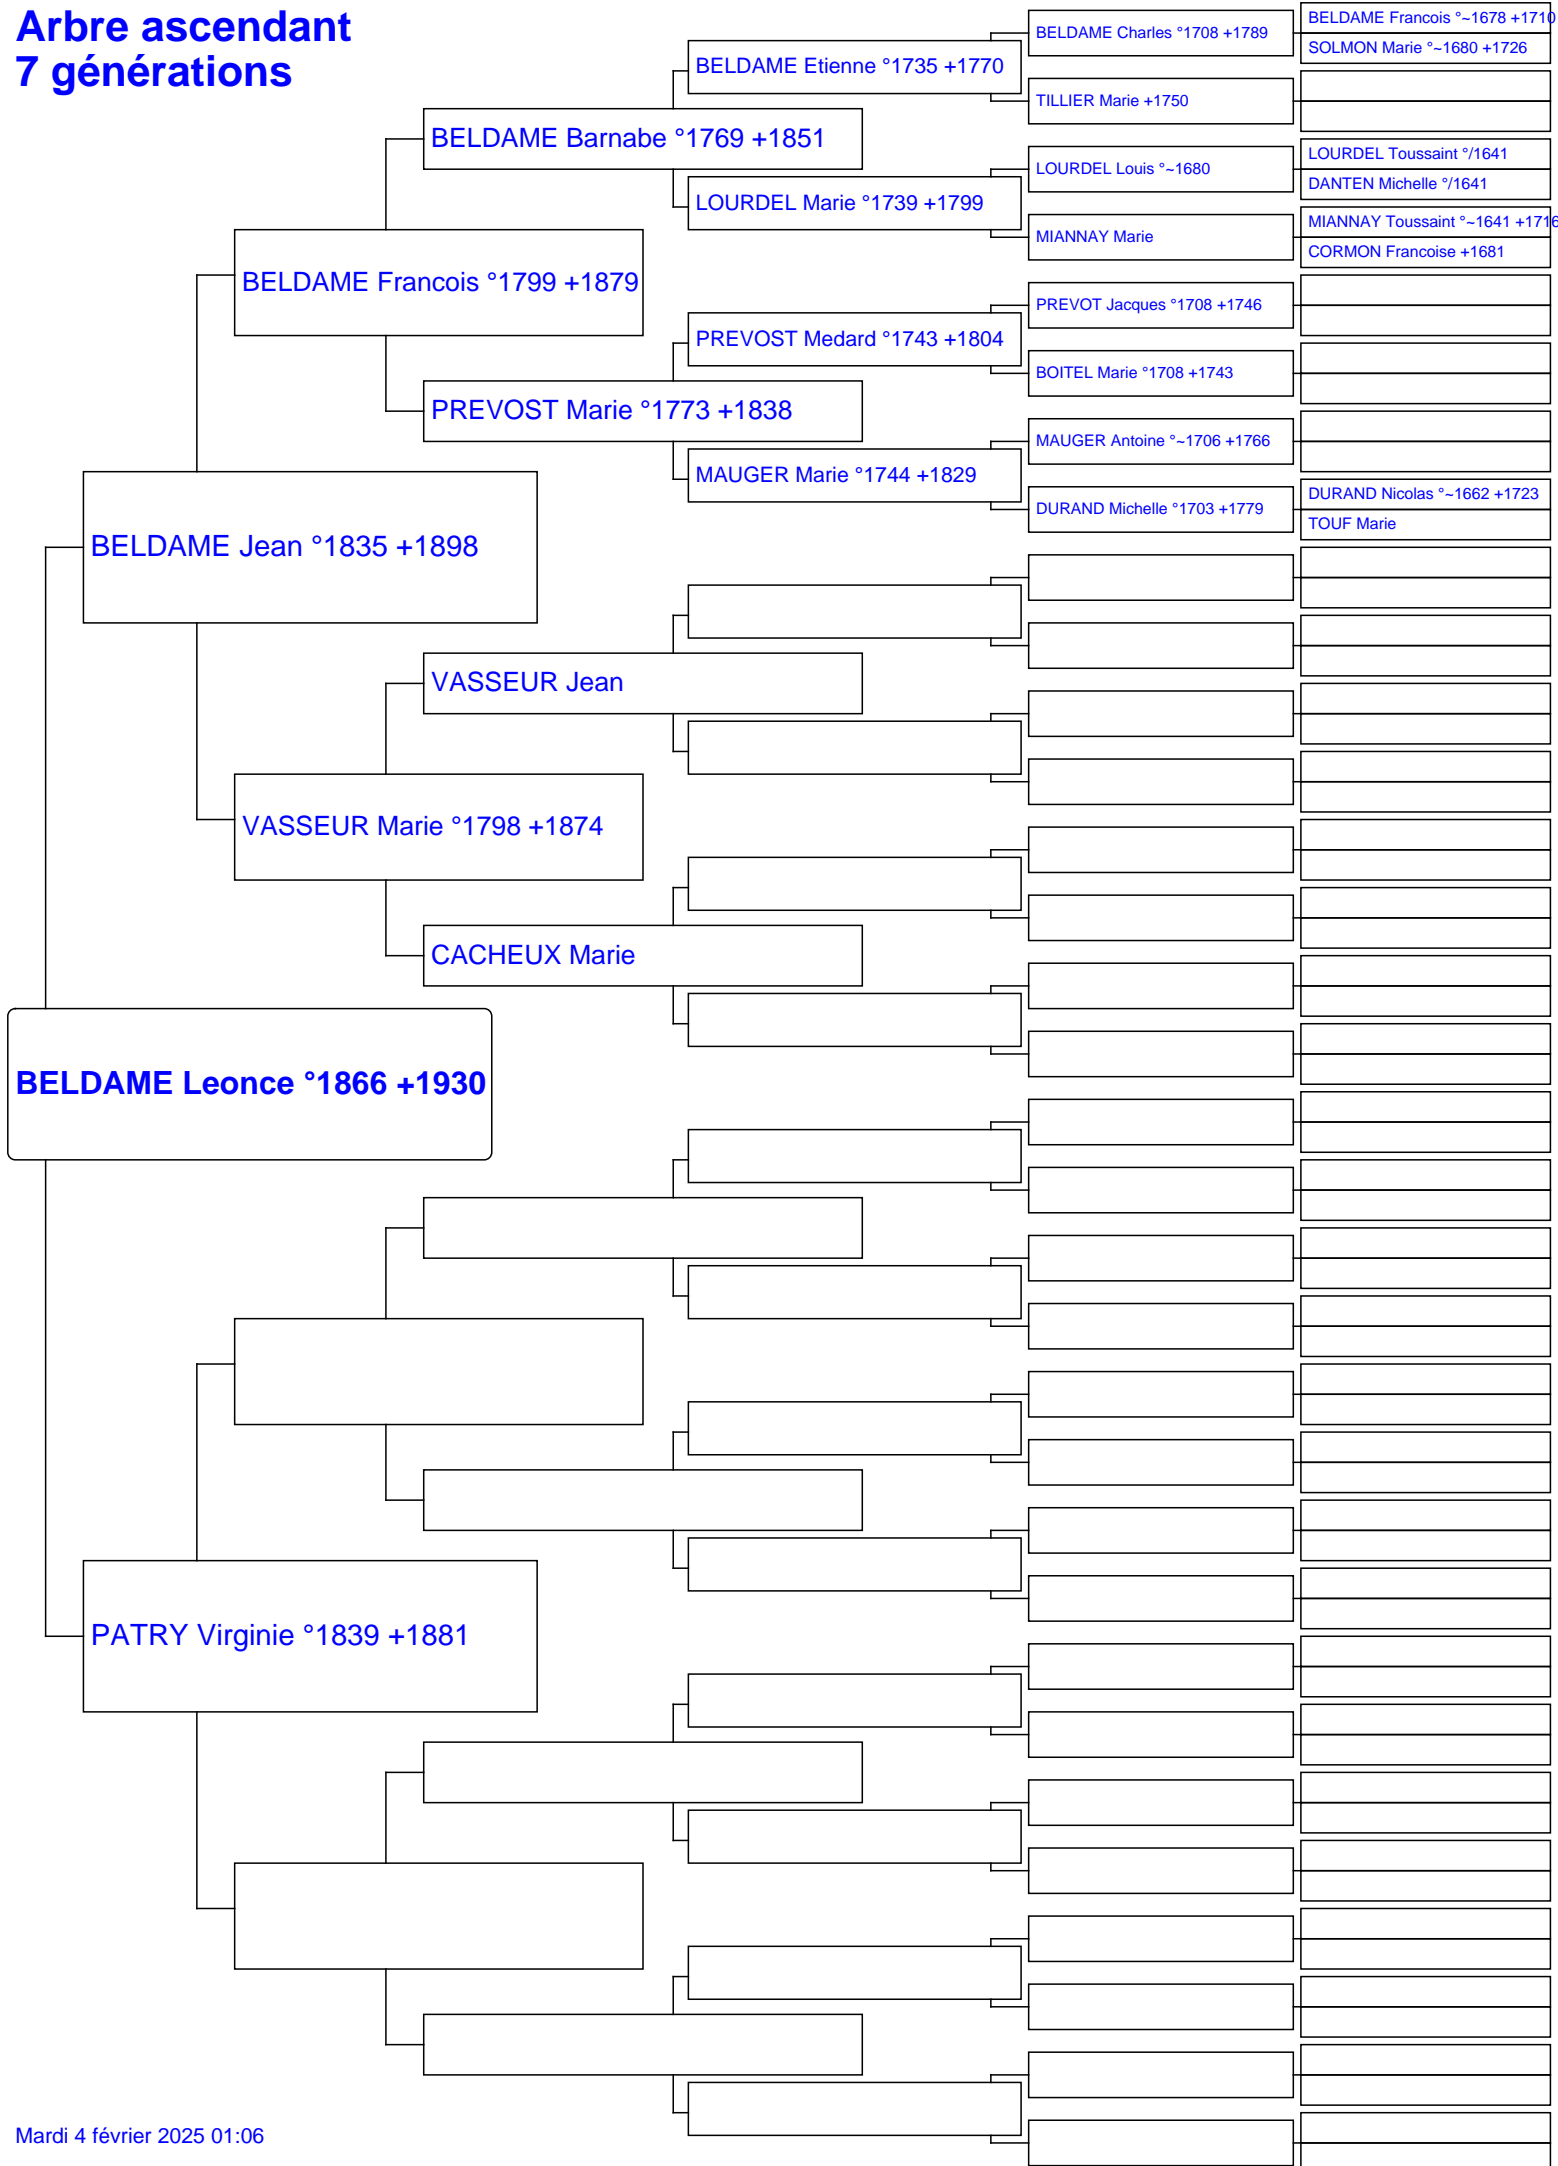 Arbre ascendant
7 générations
BELDAME Leonce °1866 +1930
BELDAME Jean °1835 +1898
PATRY Virginie °1839 +1881
BELDAME Francois °1799 +1879
VASSEUR Marie °1798 +1874
BELDAME Barnabe °1769 +1851
PREVOST Marie °1773 +1838
VASSEUR Jean
CACHEUX Marie
BELDAME Etienne °1735 +1770
LOURDEL Marie °1739 +1799
PREVOST Medard °1743 +1804
MAUGER Marie °1744 +1829
BELDAME Charles °1708 +1789
TILLIER Marie +1750
LOURDEL Louis °~1680
MIANNAY Marie
PREVOT Jacques °1708 +1746
BOITEL Marie °1708 +1743
MAUGER Antoine °~1706 +1766
DURAND Michelle °1703 +1779
BELDAME Francois °~1678 +1710
SOLMON Marie °~1680 +1726
LOURDEL Toussaint °/1641
DANTEN Michelle °/1641
MIANNAY Toussaint °~1641 +1716
CORMON Francoise +1681
DURAND Nicolas °~1662 +1723
TOUF Marie
Mardi 4 février 2025 01:06